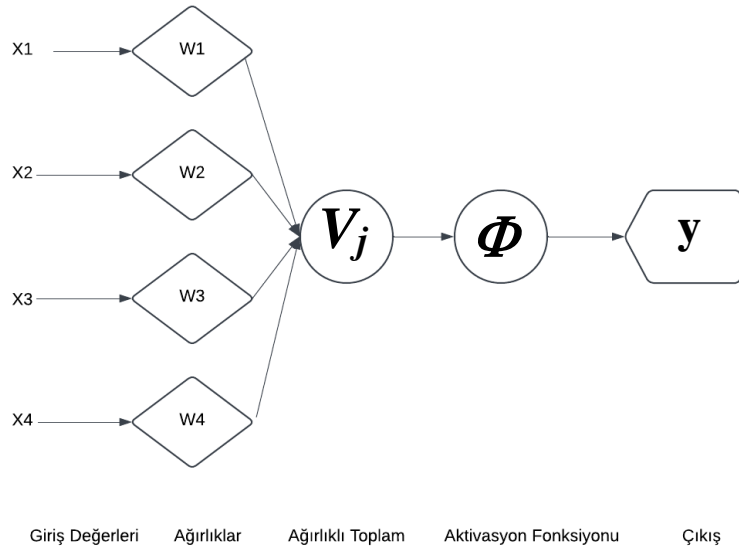 X1
W1
X2
W2
Vj
Φ
y
X3
W3
X4
W4
Giriş Değerleri
Ağırlıklar
Ağırlıklı Toplam
Aktivasyon Fonksiyonu
Çıkış